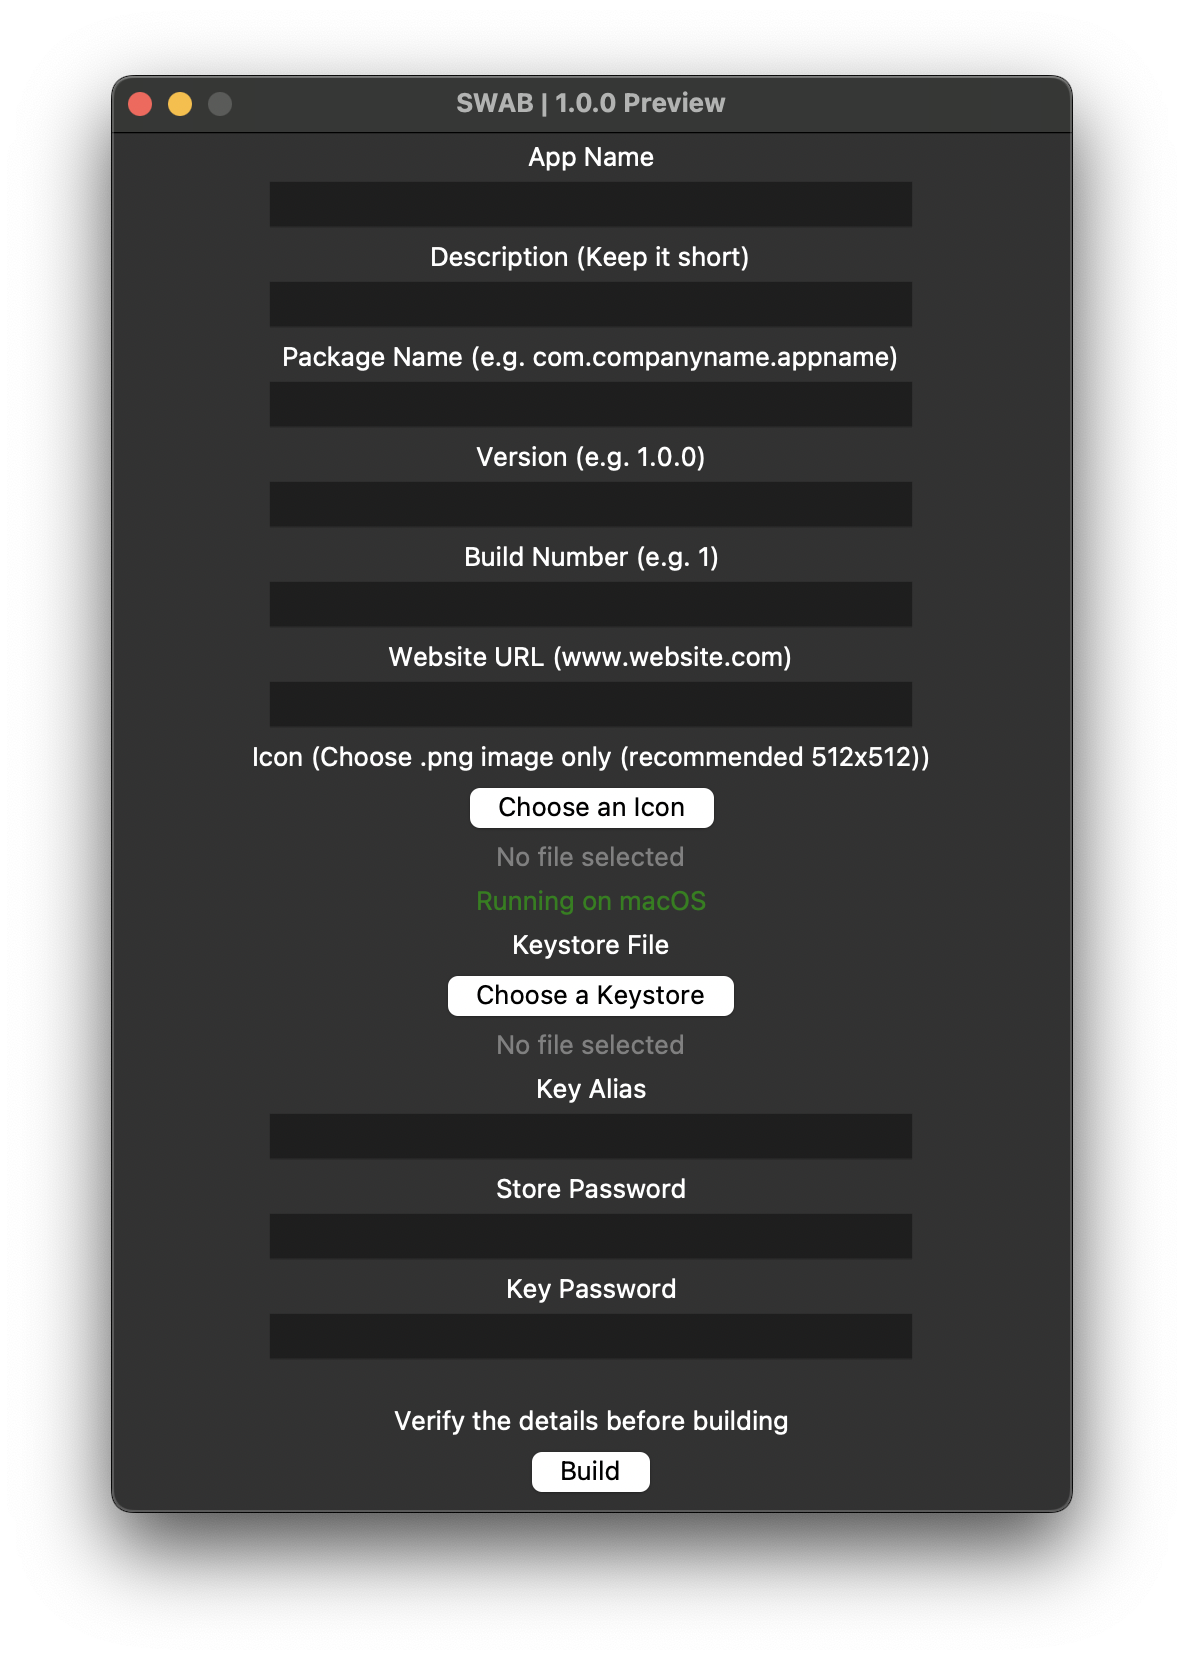 SWAB | 1.0.0 Preview
App Name
Description (Keep it short)
Package Name (e.g. com.companyname.appname)
Version (e.g. 1.0.0)
Build Number (e.g. 1)
Website URL (www.website.com)
Icon (Choose .png image only (recommended 512x512))
Choose an Icon
No file selected
Running on macOS
Keystore File
Choose a Keystore
No file selected
Key Alias
Store Password
Key Password
Verify the details before building
Build